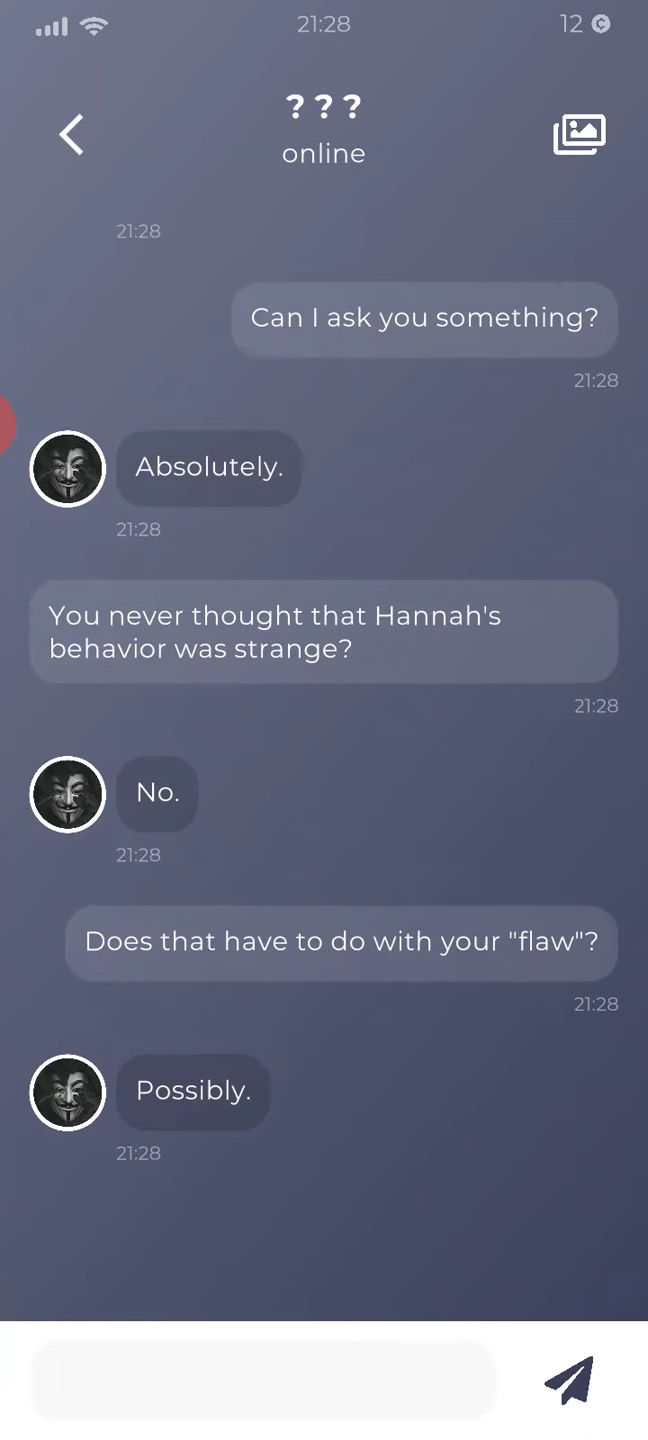 21:28
12
? ? ?
online
21:28
Can I ask you something?
21:28
Absolutely.
21:28
You never thought that Hannah's
behavior was strange?
21:28
No.
21:28
Does that have to do with your "flaw"?
21:28
Possibly.
21:28